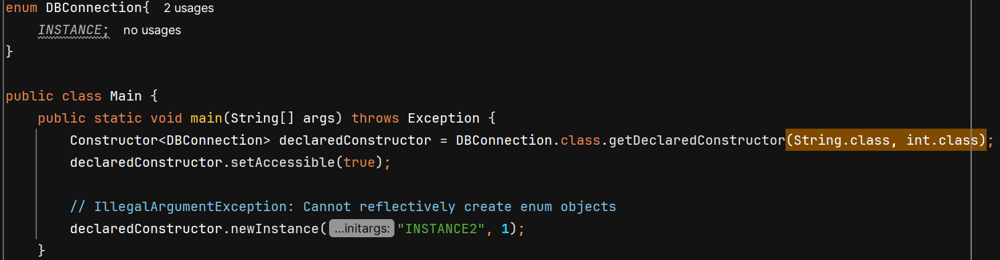 enum DBConnection{ 2 usages
INSTANCE; no usages
}
public class Main {
public static void main(String[] args) throws Exception {
Constructor<DBConnection> declaredConstructor = DBConnection.class.getDeclaredConstructor(String.class, int.class);
declaredConstructor.setAccessible(true);
// IllegalArgumentException: Cannot reflectively create enum objects
declaredConstructor.newInstance( ...initargs: "INSTANCE2", 1);
}